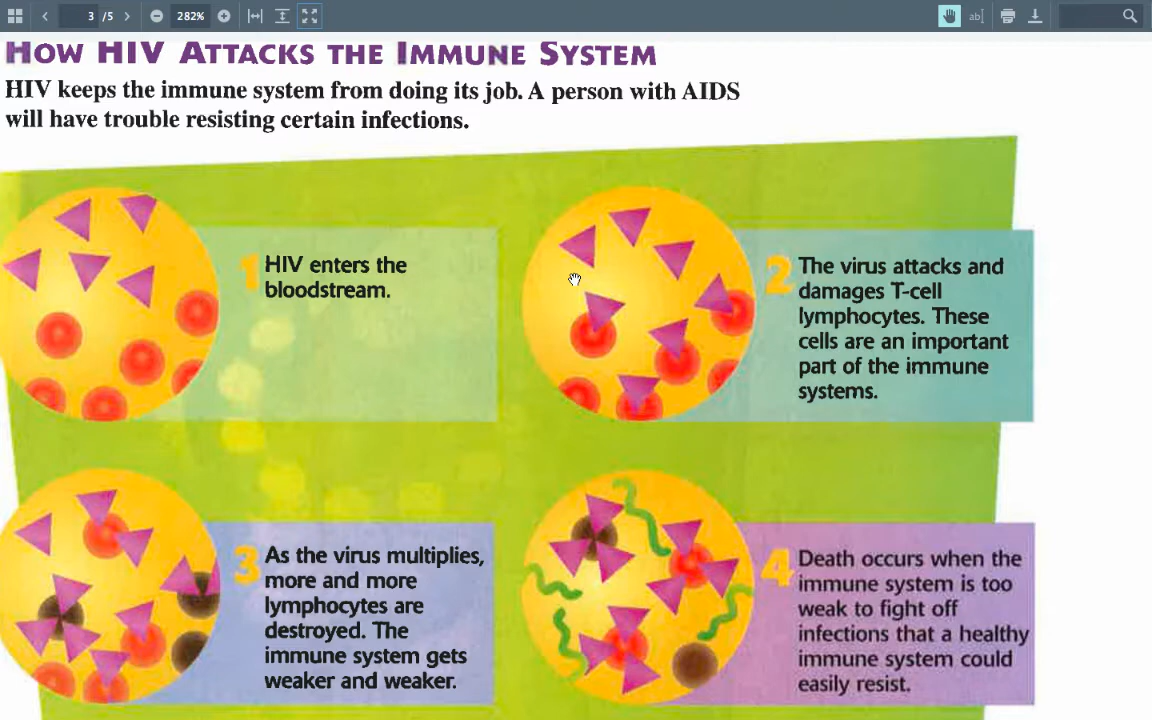 3 /5
282%
ab
HOW HIV ATTACKS THE IMMUNE SYSTEM
HIV keeps the immune system from doing its job. A person with AIDS
will have trouble resisting certain infections.
1
HIV enters the
bloodstream.
2
The virus attacks and
damages T-cell
lymphocytes. These
cells are an important
part of the immune
systems.
3
As the virus multiplies,
more and more
lymphocytes are
destroyed. The
immune system gets
weaker and weaker.
4
Death occurs when the
immune system is too
weak to fight off
infections that a healthy
immune system could
easily resist.